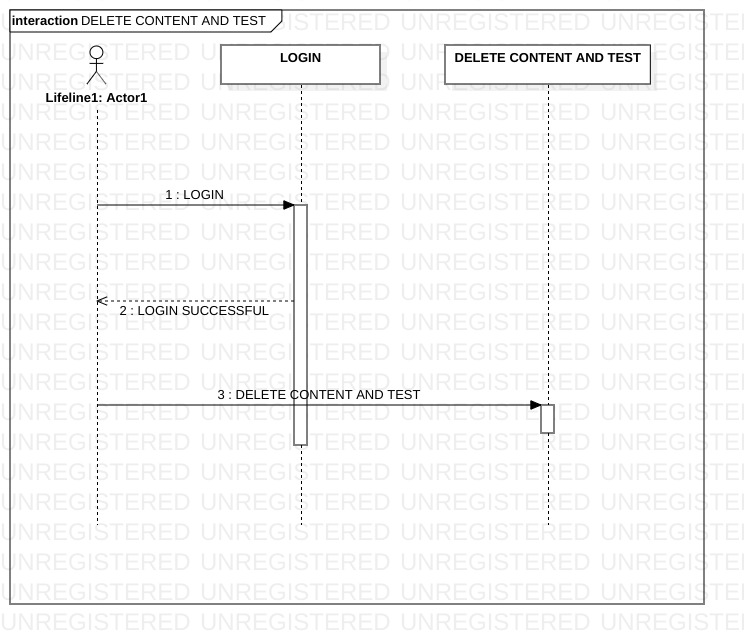 interaction DELETE CONTENT AND TEST
Lifeline1: Actor1
LOGIN
DELETE CONTENT AND TEST
1 : LOGIN
2 : LOGIN SUCCESSFUL
3 : DELETE CONTENT AND TEST
UNREGISTERED UNREGISTERED UNREGISTERED UNREGISTERED